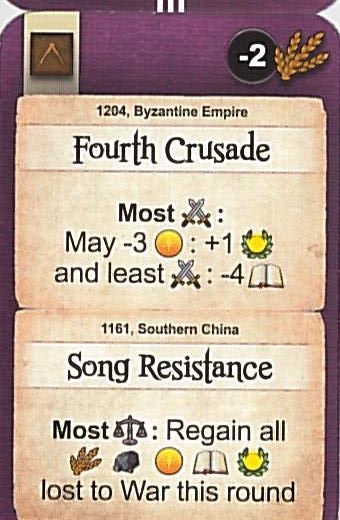 III
-2
1204, Byzantine Empire
Fourth Crusade
Most :
May -3 : +1
and least : -4
1161, Southern China
Song Resistance
Most : Regain all
lost to War this round